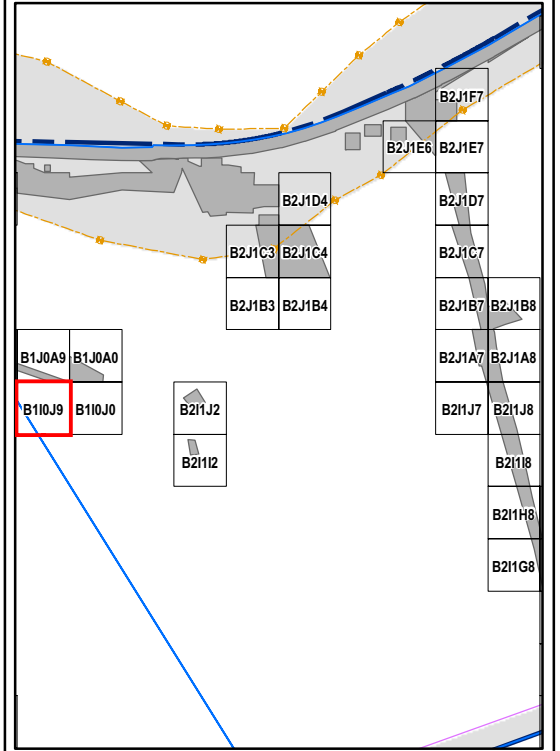 B2J1F7
B2J1E6 B2J1E7
B2J1D4 B2J1D7
B2J1C3 B2J1C4 B2J1C7
B2J1B3 B2J1B4 B2J1B7 B2J1B8
B1J0A9 B1J0A0 B2J1A7 B2J1A8
B1I0J9 B1I0J0 B2I1J2 B2I1J7 B2I1J8
B2I1I2 B2I1I8
B2I1H8
B2I1G8